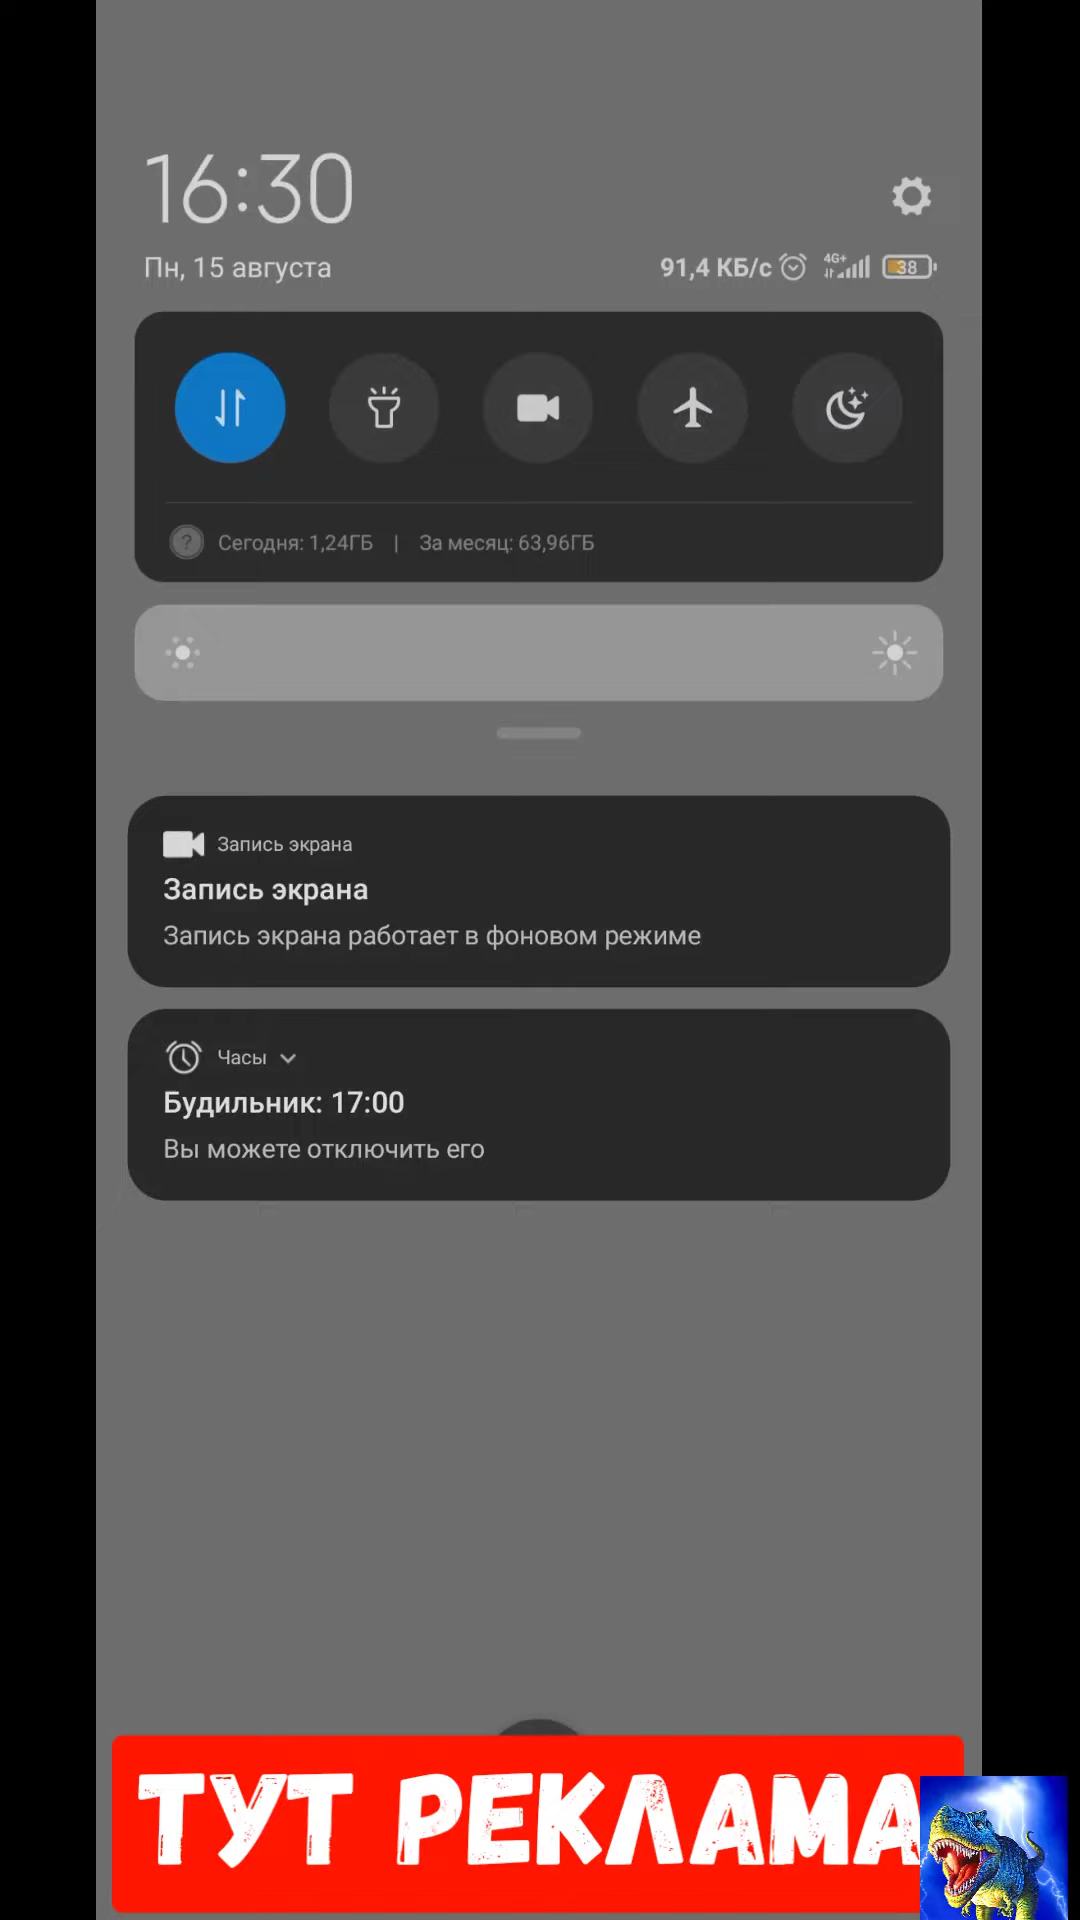 16:30
Пн, 15 августа
91,4 КБ/с 4G+ 38
Сегодня: 1,24ГБ | За месяц: 63,96ГБ
Запись экрана
Запись экрана
Запись экрана работает в фоновом режиме
Часы
Будильник: 17:00
Вы можете отключить его
ТУТ РЕКЛАМА